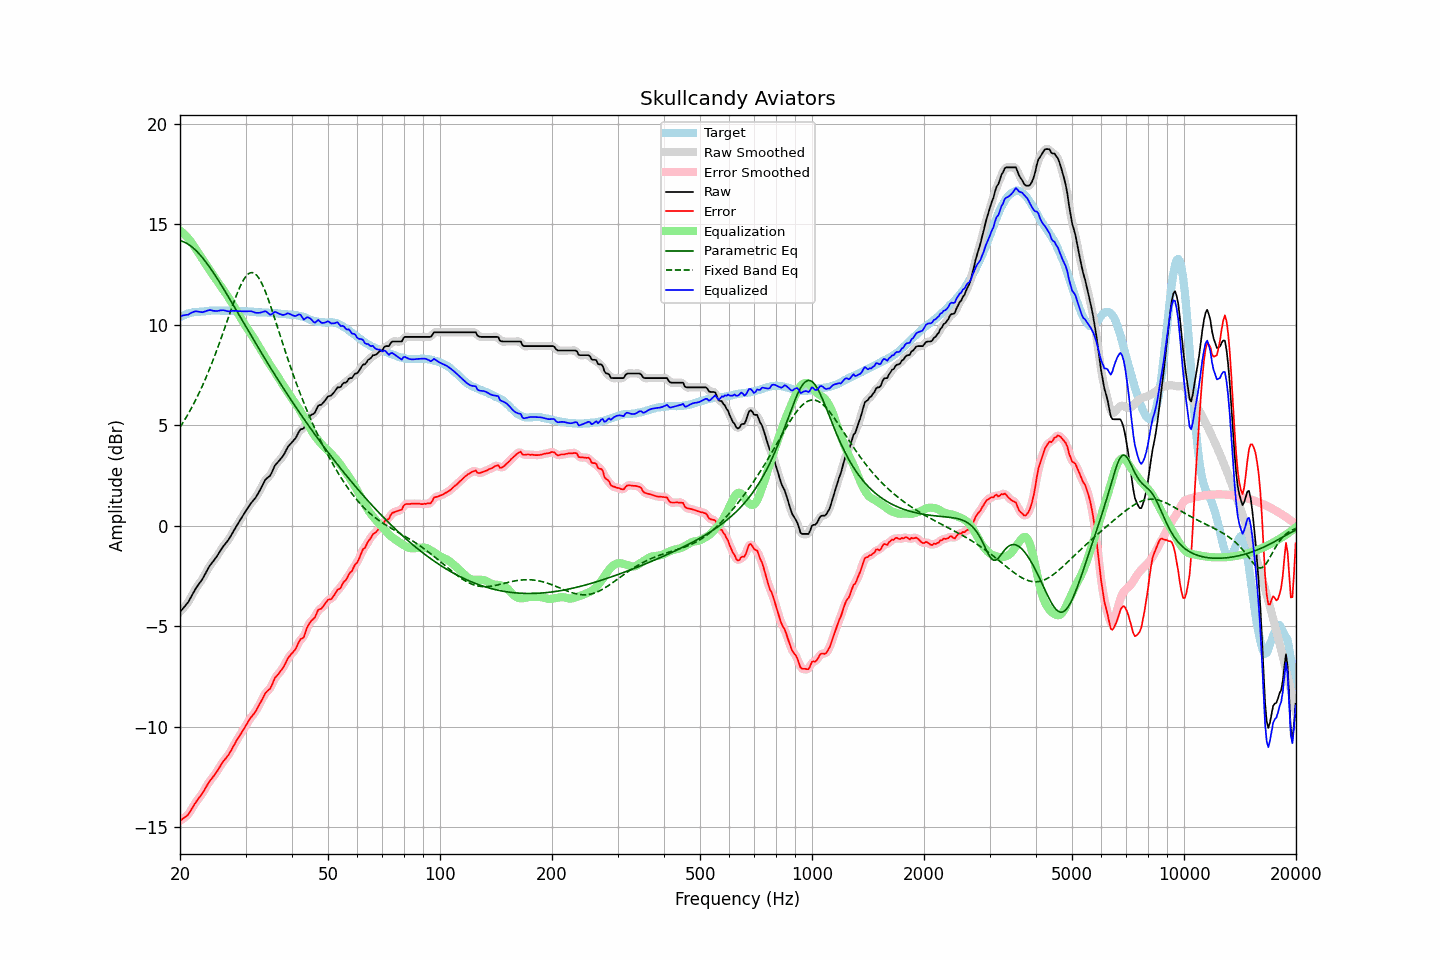 Skullcandy Aviators
Target
Raw Smoothed
Error Smoothed
Raw
Error
Equalization
Parametric Eq
Fixed Band Eq
Equalized
Amplitude (dBr)
20
15
10
5
0
−5
−10
−15
20 50 100 200 500 1000 2000 5000 10000 20000
Frequency (Hz)